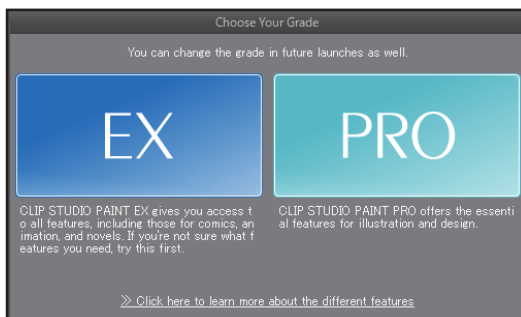 Choose Your Grade
You can change the grade in future launches as well.
EX
PRO
CLIP STUDIO PAINT EX gives you access t
o all features, including those for comics, an
imation, and novels. If you're not sure what f
eatures you need, try this first.
CLIP STUDIO PAINT PRO offers the essenti
al features for illustration and design.
≫ Click here to learn more about the different features